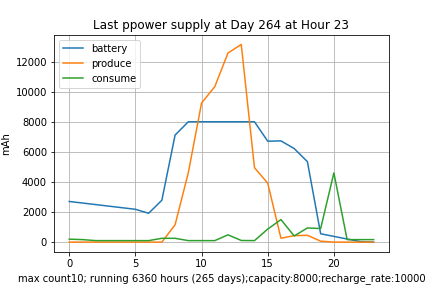 Last ppower supply at Day 264 at Hour 23
battery
produce
consume
mAh
12000
10000
8000
6000
4000
2000
0
0 5 10 15 20
max count10; running 6360 hours (265 days);capacity:8000;recharge_rate:10000